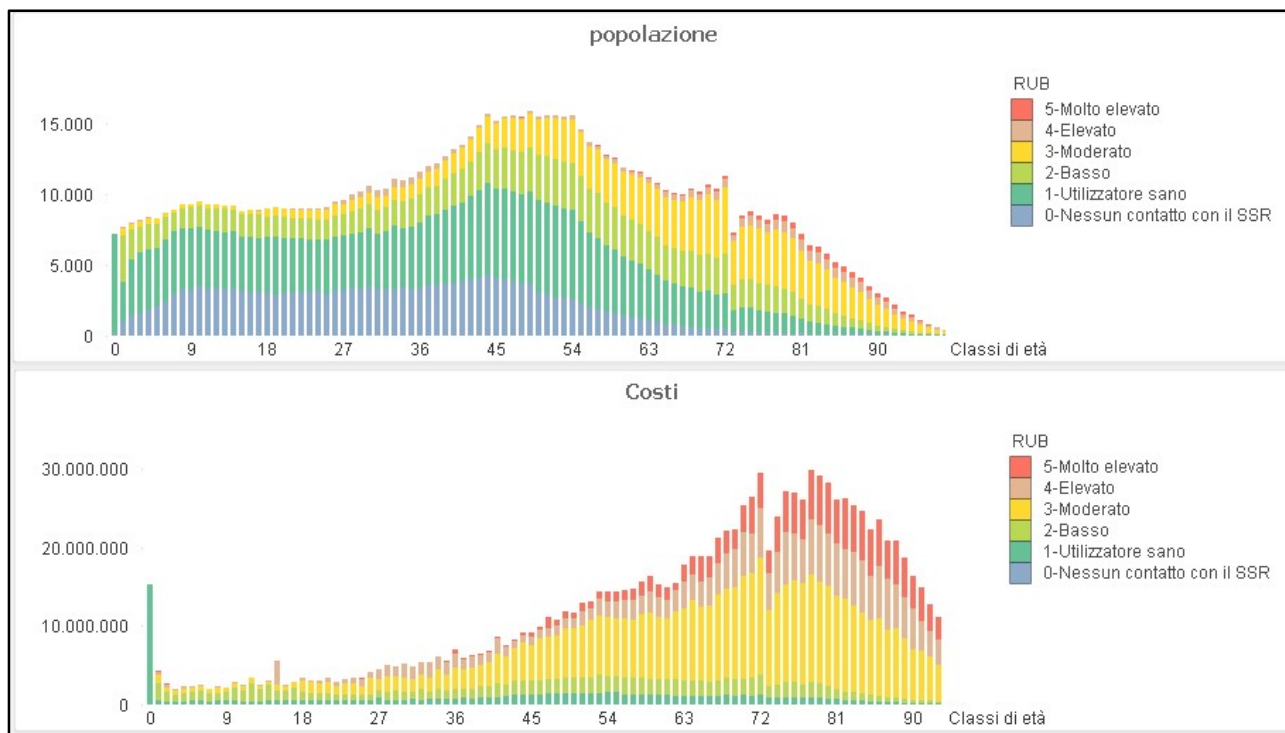 popolazione
RUB
5-Molto elevato
4-Elevato
3-Moderato
2-Basso
1-Utilizzatore sano
0-Nessun contatto con il SSR
15.000
10.000
5.000
0
0 9 18 27 36 45 54 63 72 81 90 Classi di età
Costi
RUB
5-Molto elevato
4-Elevato
3-Moderato
2-Basso
1-Utilizzatore sano
0-Nessun contatto con il SSR
30.000.000
20.000.000
10.000.000
0
0 9 18 27 36 45 54 63 72 81 90 Classi di età